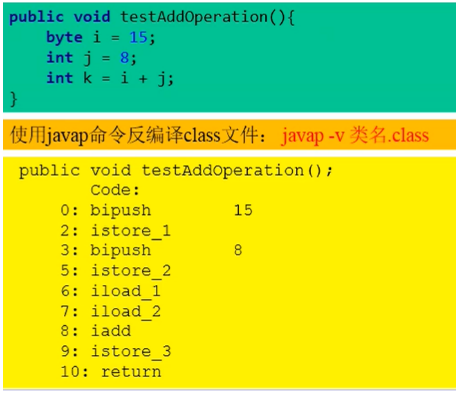 public void testAddOperation(){
    byte i = 15;
    int j = 8;
    int k = i + j;
}
使用javap命令反编译class文件： javap -v 类名.class
public void testAddOperation();
       Code:
    0: bipush        15
    2: istore_1
    3: bipush        8
    5: istore_2
    6: iload_1
    7: iload_2
    8: iadd
    9: istore_3
    10: return